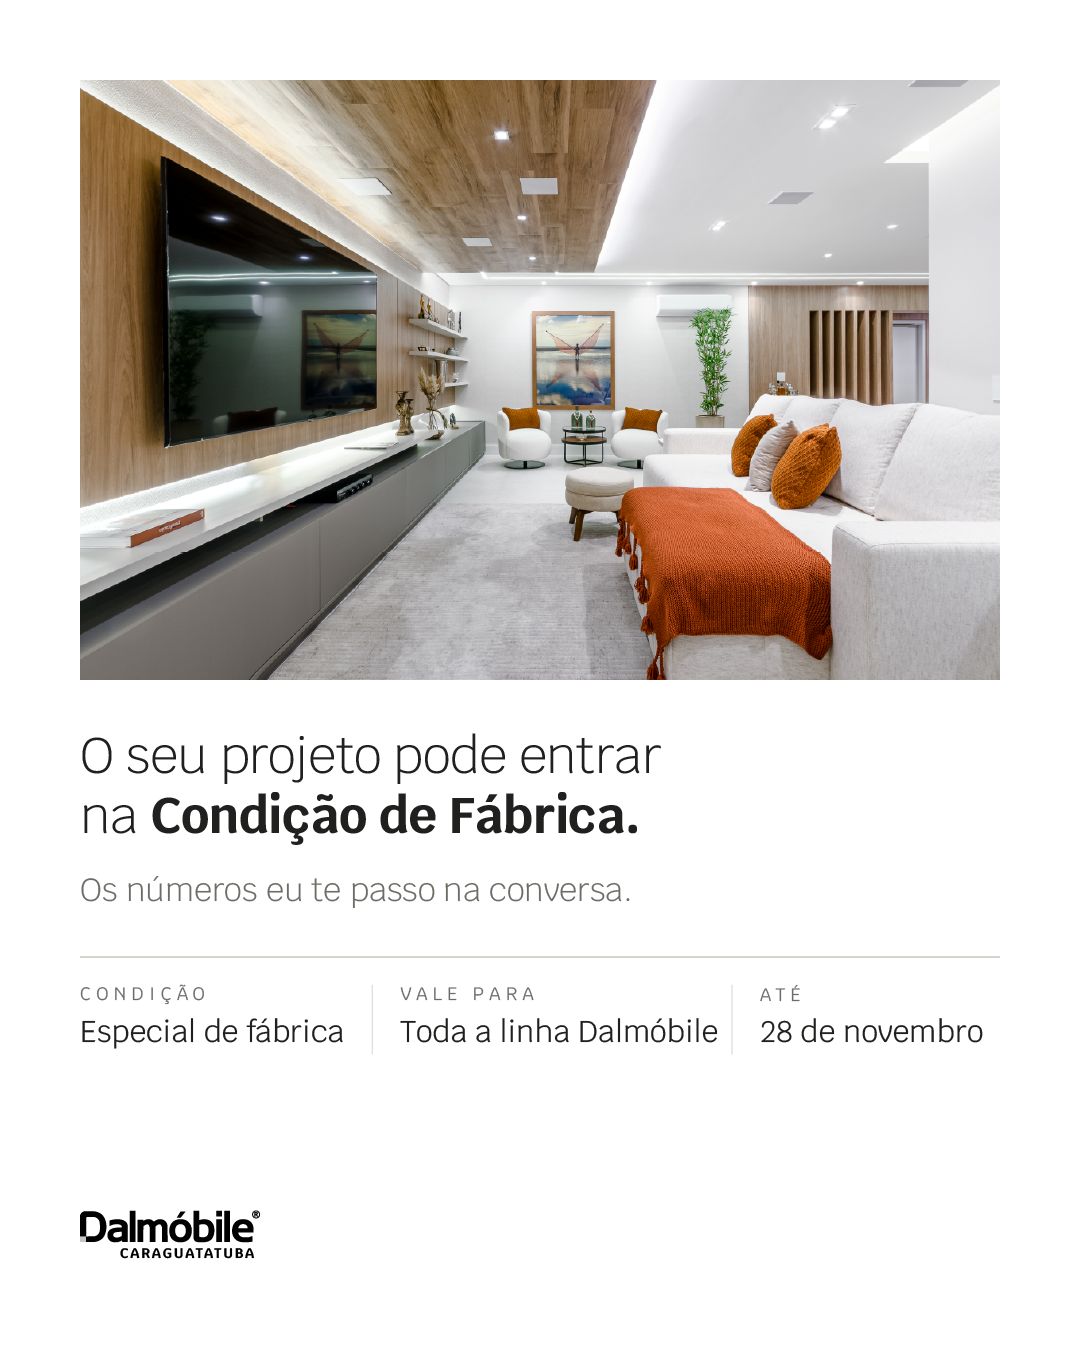 O seu projeto pode entrar
na Condição de Fábrica.
Os números eu te passo na conversa.
CONDIÇÃO
Especial de fábrica
VALE PARA
Toda a linha Dalmóbile
ATÉ
28 de novembro
Dalmóbile®
CARAGUATATUBA